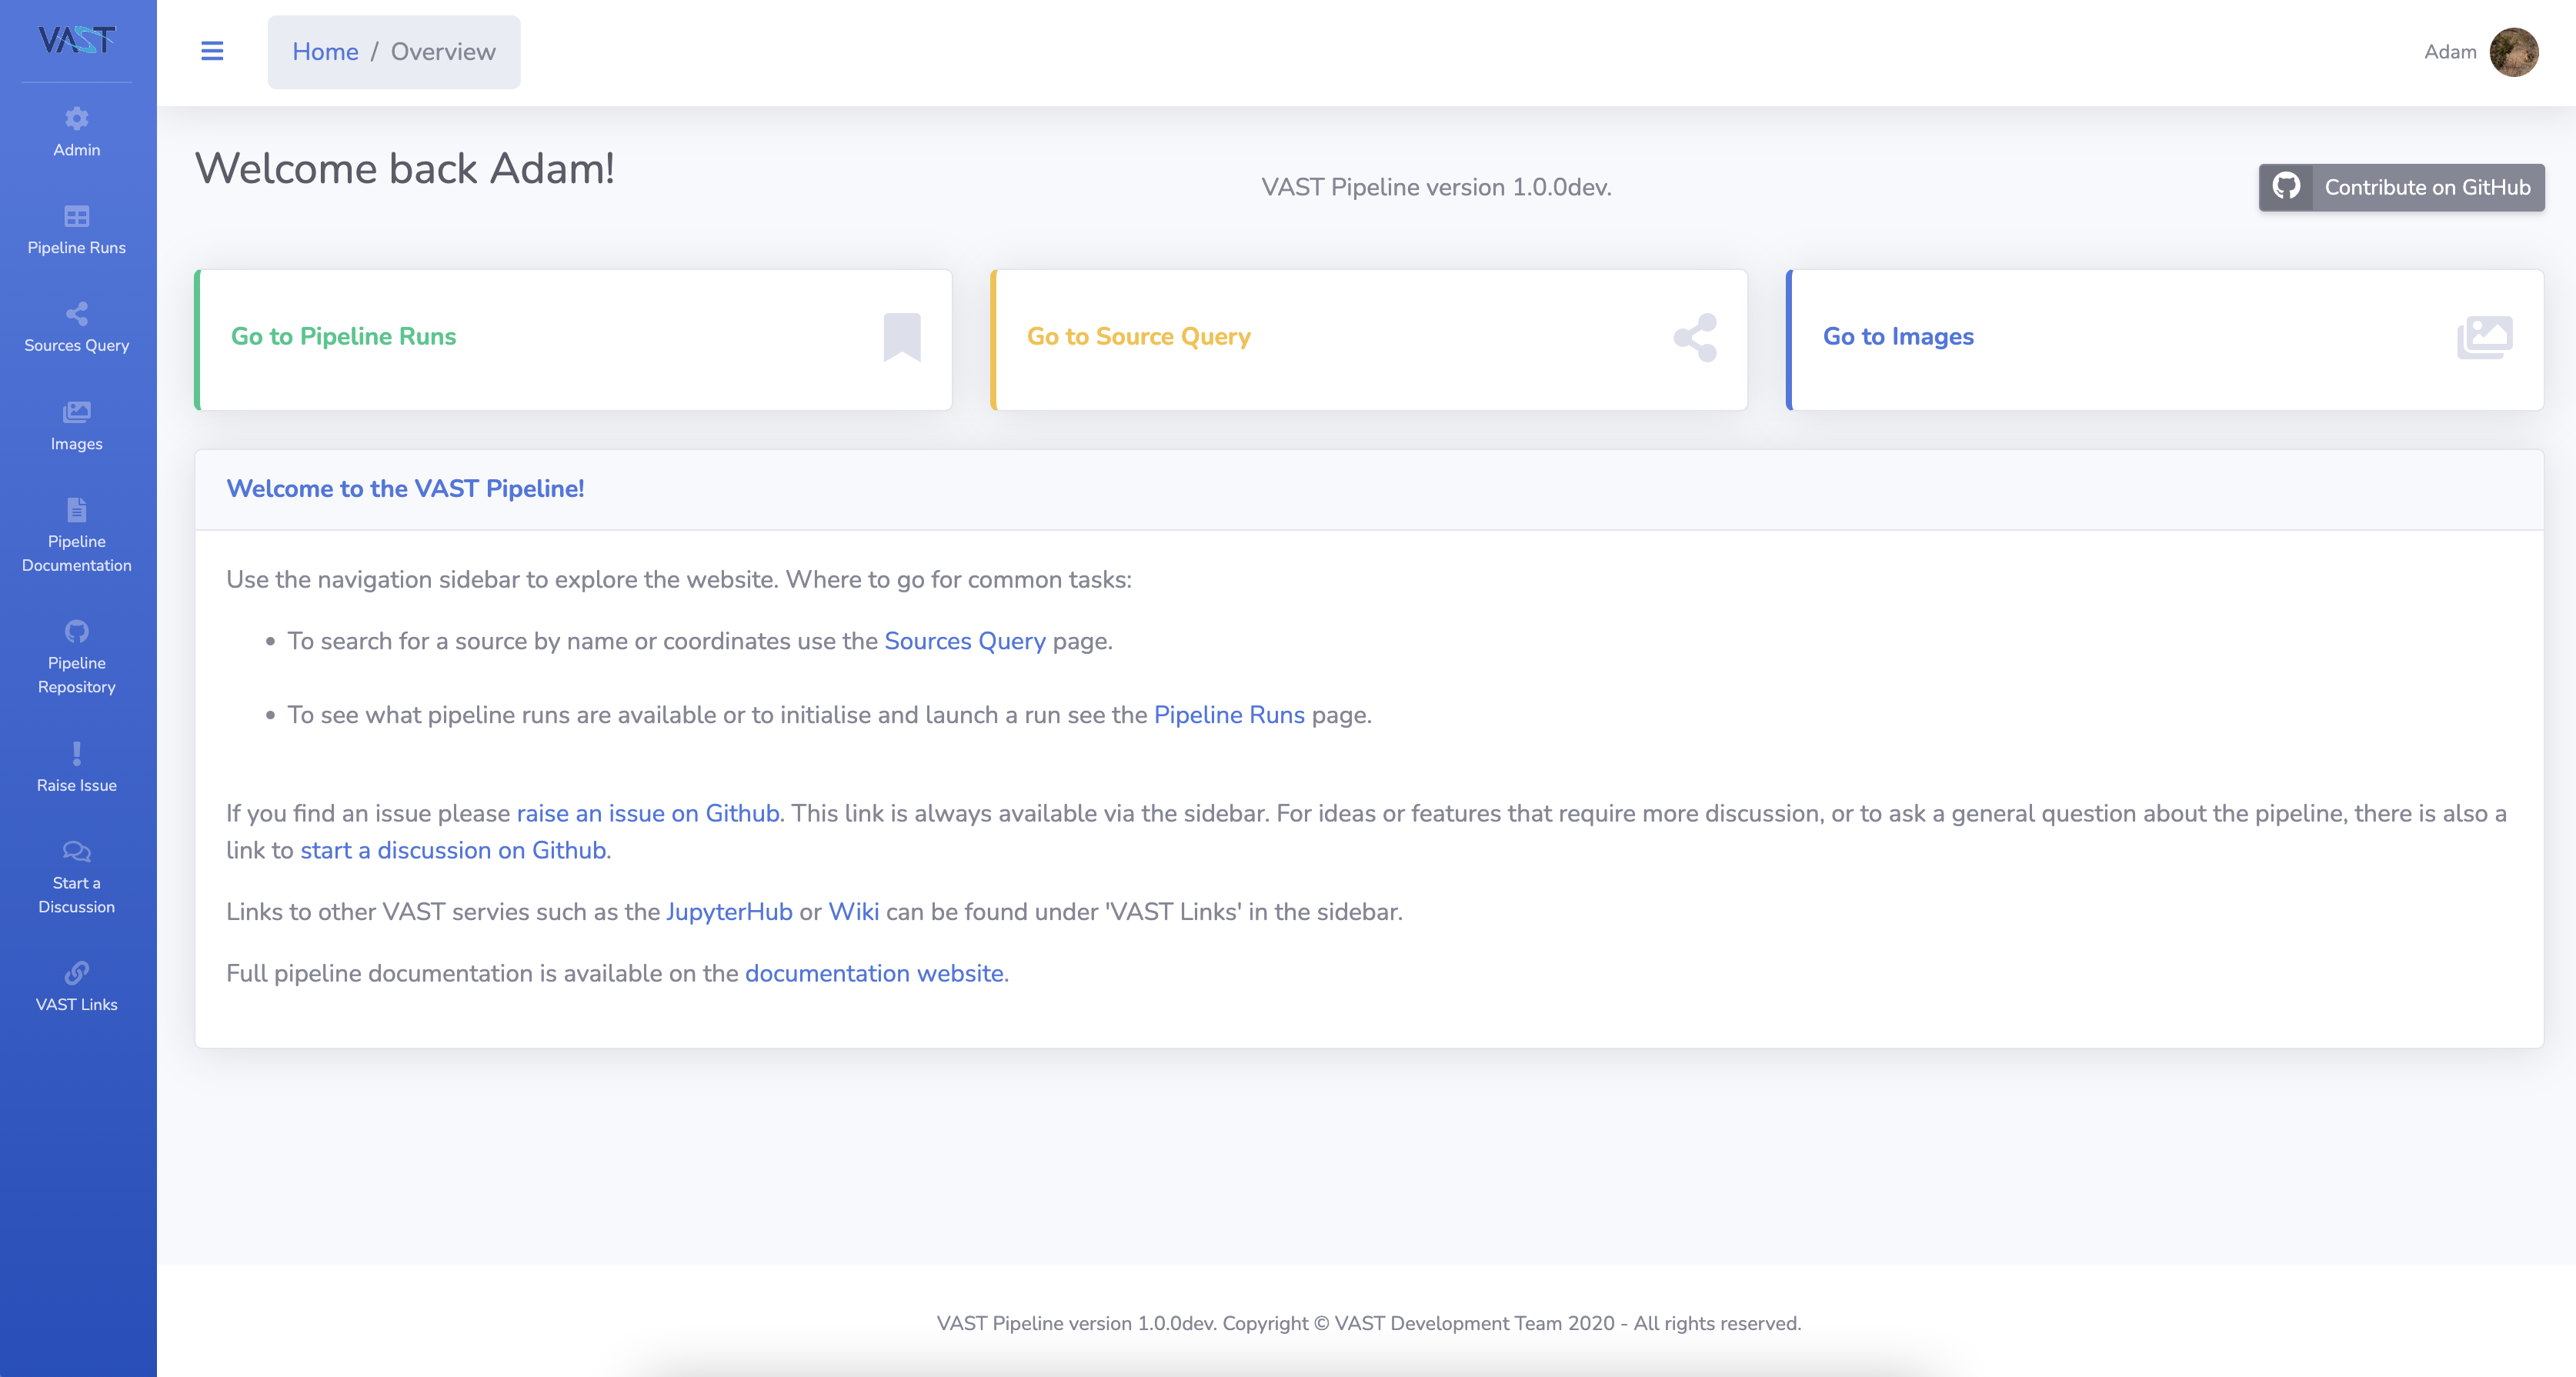 VAST
Admin
Pipeline Runs
Sources Query
Images
Pipeline
Documentation
Pipeline
Repository
Raise Issue
Start a
Discussion
VAST Links
Home / Overview
Adam
Welcome back Adam!
VAST Pipeline version 1.0.0dev.
Contribute on GitHub
Go to Pipeline Runs
Go to Source Query
Go to Images
Welcome to the VAST Pipeline!
Use the navigation sidebar to explore the website. Where to go for common tasks:
• To search for a source by name or coordinates use the Sources Query page.
• To see what pipeline runs are available or to initialise and launch a run see the Pipeline Runs page.
If you find an issue please raise an issue on Github. This link is always available via the sidebar. For ideas or features that require more discussion, or to ask a general question about the pipeline, there is also a
link to start a discussion on Github.
Links to other VAST servies such as the JupyterHub or Wiki can be found under 'VAST Links' in the sidebar.
Full pipeline documentation is available on the documentation website.
VAST Pipeline version 1.0.0dev. Copyright © VAST Development Team 2020 - All rights reserved.